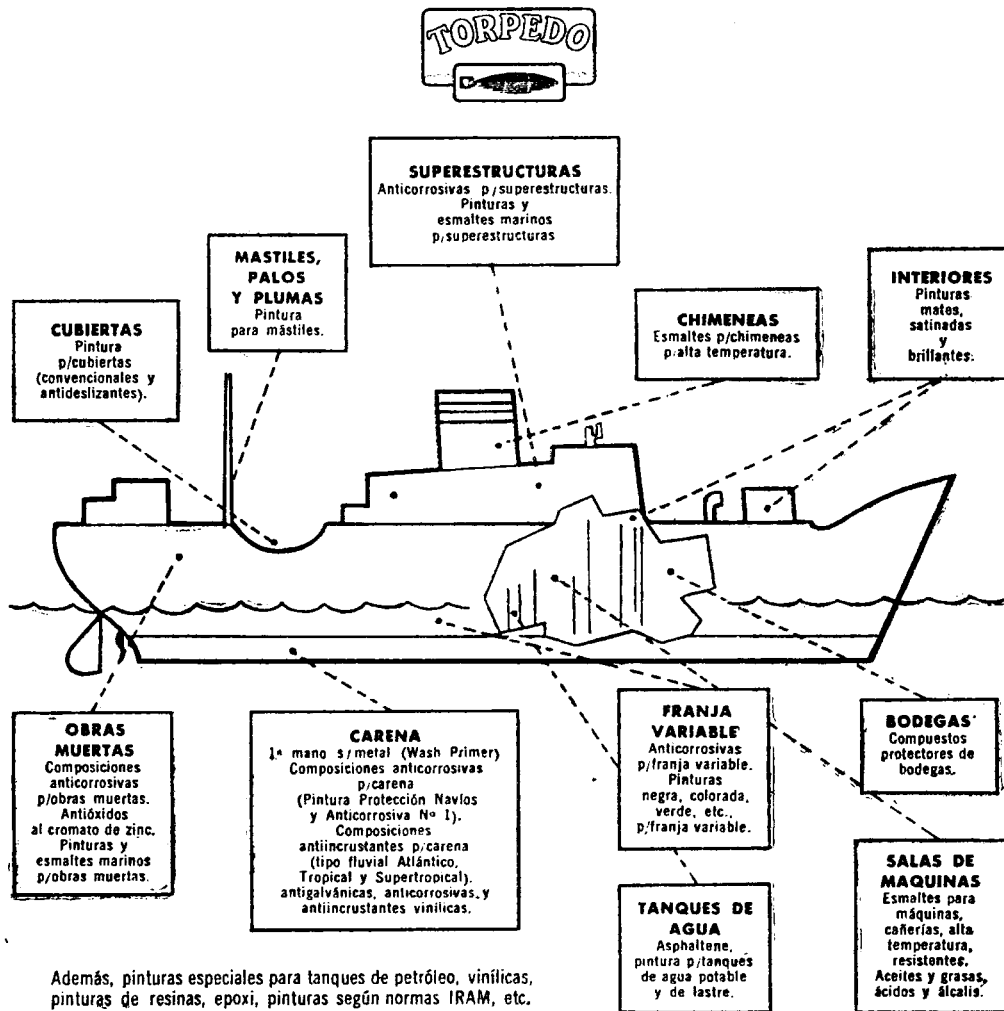 TORPEDO
SUPERESTRUCTURAS
Anticorrosivas p/superestructuras.
Pinturas y
esmaltes marinos
p/superestructuras
MASTILES,
PALOS
Y PLUMAS
Pintura
para mástiles.
INTERIORES
Pinturas
mates,
satinadas
y
brillantes.
CUBIERTAS
Pintura
p/cubiertas
(convencionales y
antideslizantes).
CHIMENEAS
Esmaltes p/chimeneas
p/alta temperatura.
OBRAS
MUERTAS
Composiciones
anticorrosivas
p/obras muertas.
Antióxidos
al cromato de zinc.
Pinturas y
esmaltes marinos
p/obras muertas.
CARENA
1ª mano s/metal (Wash Primer)
Composiciones anticorrosivas
p/carena
(Pintura Protección Navíos
y Anticorrosiva Nº 1).
Composiciones
antiincrustantes p/carena
(tipo fluvial Atlántico,
Tropical y Supertropical).
antigalvánicas, anticorrosivas y
antiincrustantes vinílicas.
FRANJA
VARIABLE
Anticorrosivas
p/franja variable.
Pinturas
negra, colorada,
verde, etc.,
p/franja variable.
BODEGAS
Compuestos
protectores de
bodegas.
TANQUES DE
AGUA
Asphaltene,
pintura p/tanques
de agua potable
y de lastre.
SALAS DE
MAQUINAS
Esmaltes para
máquinas,
cañerías, alta
temperatura,
resistentes.
Aceites y grasas,
ácidos y álcalis.
Además, pinturas especiales para tanques de petróleo, vinílicas,
pinturas de resinas, epoxi, pinturas según normas IRAM, etc.